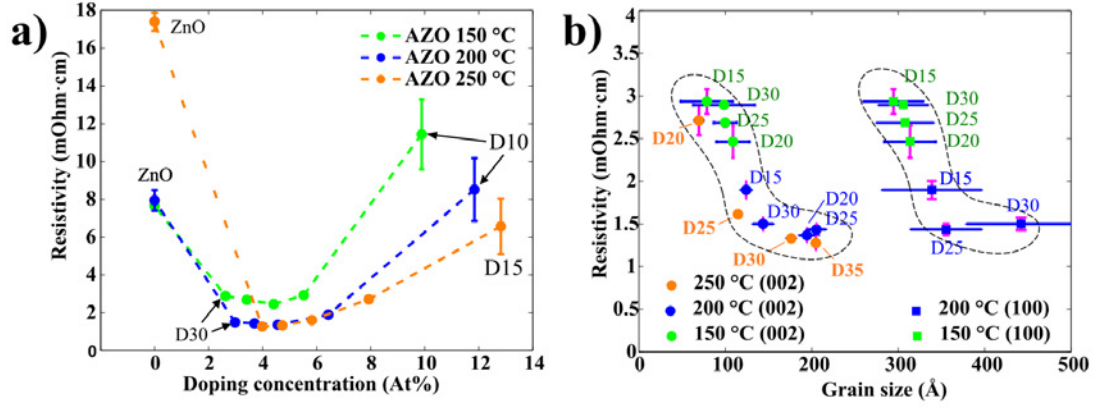 a)
18
16
14
12
10
8
6
4
2
0
Resistivity (mOhm·cm)
0 2 4 6 8 10 12 14
Doping concentration (At%)
ZnO
ZnO
AZO 150 °C
AZO 200 °C
AZO 250 °C
D10
D15
D30
b)
4
3.5
3
2.5
2
1.5
1
0.5
0
Resistivity (mOhm·cm)
0 100 200 300 400 500
Grain size (Å)
D15
D30
D25
D20
D20
D15
D20
D30
D25
D25
D30
D35
D15
D30
D25
D20
D15
D30
D25
250 °C (002)
200 °C (002)
150 °C (002)
200 °C (100)
150 °C (100)